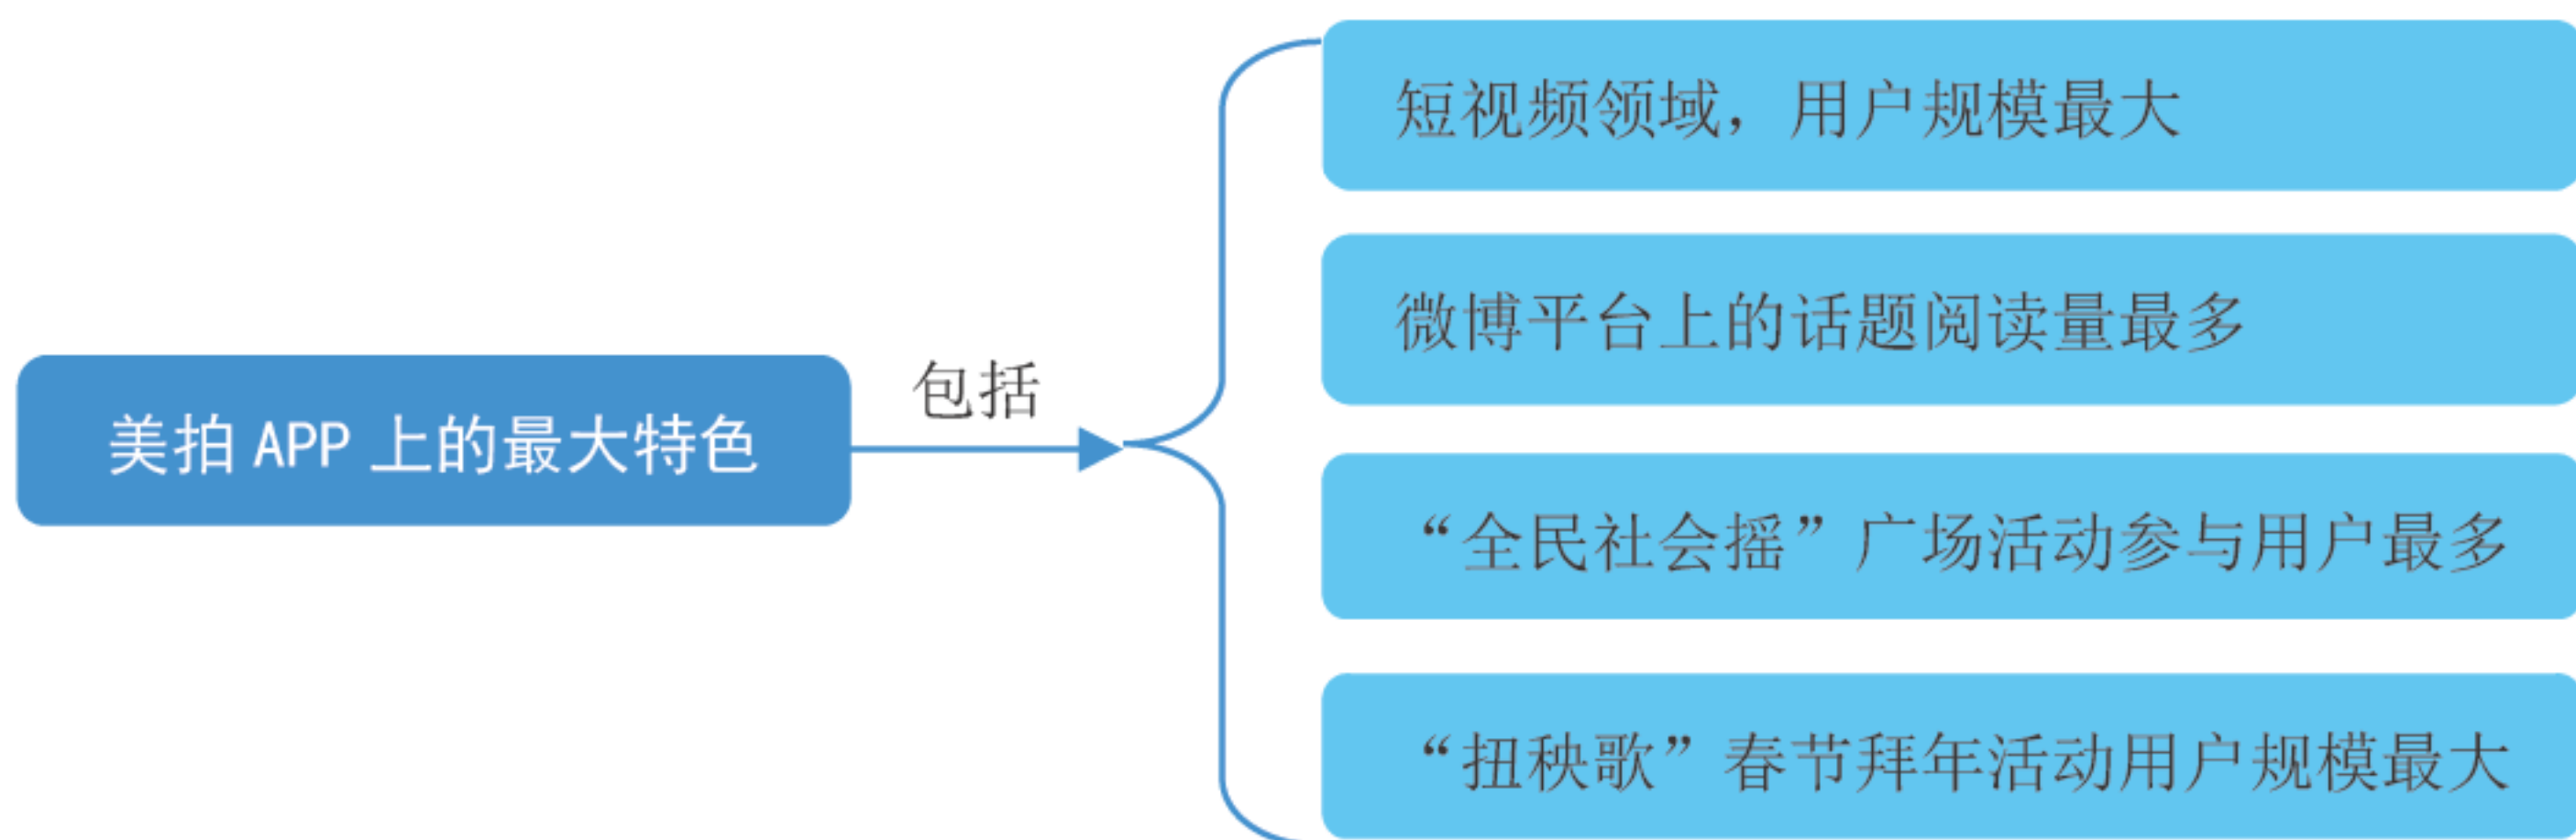 美拍 APP 上的最大特色
包括
短视频领域，用户规模最大
微博平台上的话题阅读量最多
“全民社会摇”广场活动参与用户最多
“扭秧歌”春节拜年活动用户规模最大